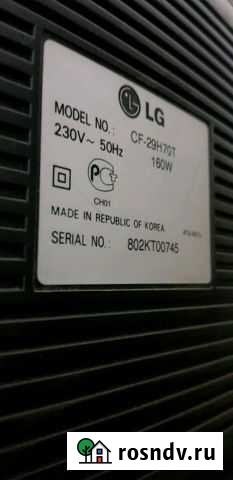 LG
MODEL NO.: CF-29H70T
230V~ 50Hz 160W
PC
CH01
MADE IN REPUBLIC OF KOREA
SERIAL NO.: 802KT00745
rosndv.ru